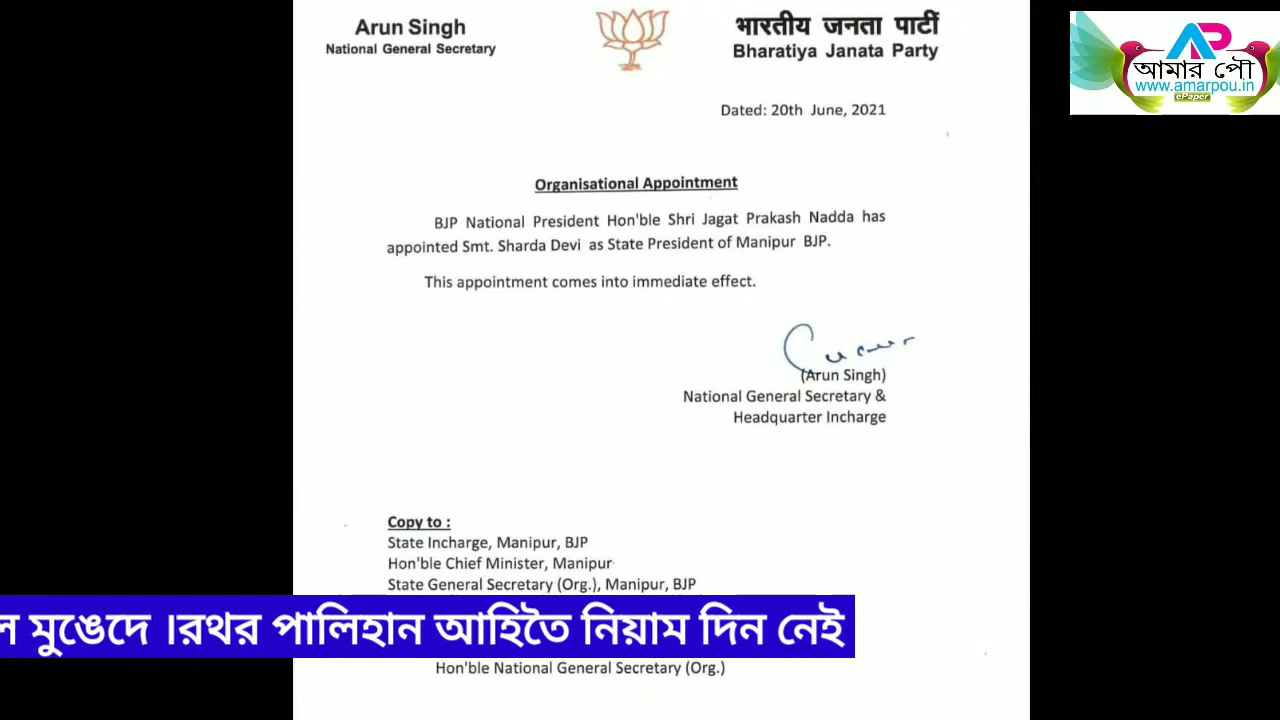 Arun Singh
National General Secretary
भारतीय जनता पार्टी
Bharatiya Janata Party
AP
আমার পৌ
www.amarpou.in
ePaper
Dated: 20th June, 2021
Organisational Appointment
BJP National President Hon'ble Shri Jagat Prakash Nadda has
appointed Smt. Sharda Devi as State President of Manipur BJP.
This appointment comes into immediate effect.
(Arun Singh)
National General Secretary &
Headquarter Incharge
Copy to :
State Incharge, Manipur, BJP
Hon'ble Chief Minister, Manipur
State General Secretary (Org.), Manipur, BJP
মুঙেদে ।রথর পালিহান আহিতৈ নিয়াম দিন নেই
Hon'ble National General Secretary (Org.)